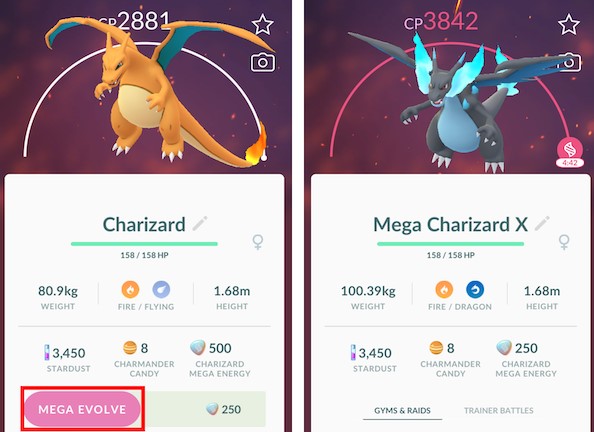 CP2881
Charizard
158 / 158 HP
80.9kg
WEIGHT
FIRE / FLYING
1.68m
HEIGHT
3,450
STARDUST
8
CHARMANDER
CANDY
500
CHARIZARD
MEGA ENERGY
MEGA EVOLVE
250
CP3842
4:42
Mega Charizard X
158 / 158 HP
100.39kg
WEIGHT
FIRE / DRAGON
1.68m
HEIGHT
3,450
STARDUST
8
CHARMANDER
CANDY
250
CHARIZARD
MEGA ENERGY
GYMS & RAIDS
TRAINER BATTLES